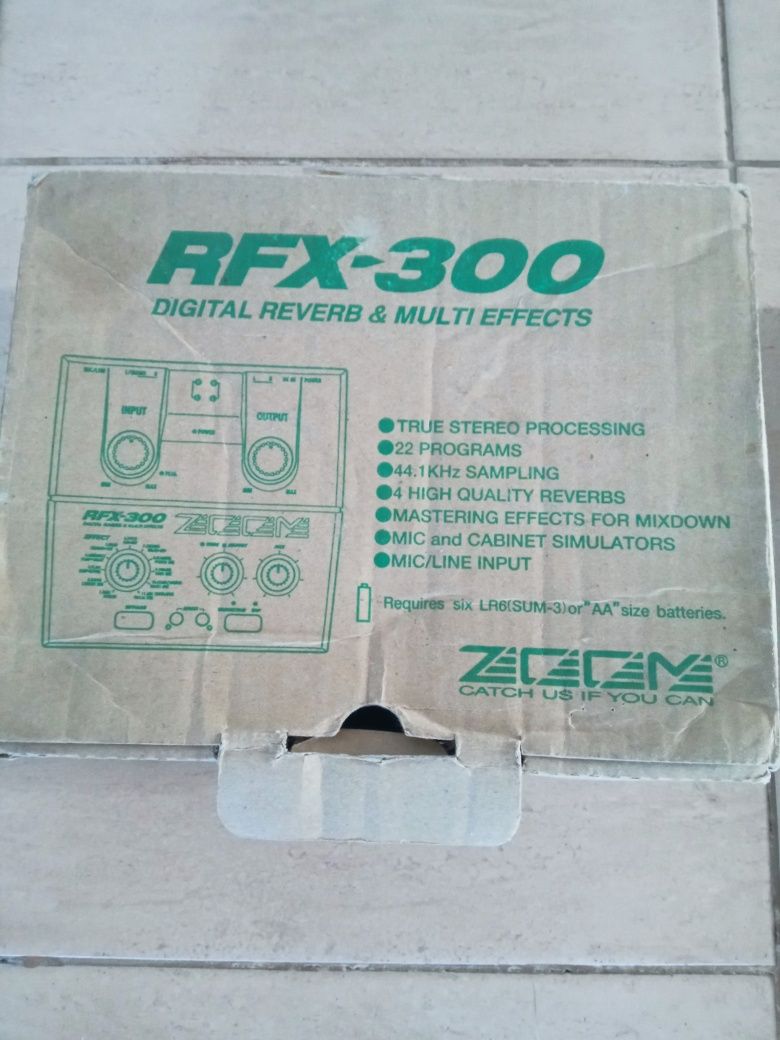 RFX-300
DIGITAL REVERB & MULTI EFFECTS
INPUT
OUTPUT
POWER
RFX-300
ZOOM
EFFECT
●TRUE STEREO PROCESSING
●22 PROGRAMS
●44.1KHz SAMPLING
●4 HIGH QUALITY REVERBS
●MASTERING EFFECTS FOR MIXDOWN
●MIC and CABINET SIMULATORS
●MIC/LINE INPUT
Requires six LR6(SUM-3)or"AA"size batteries.
ZOOM®
CATCH US IF YOU CAN